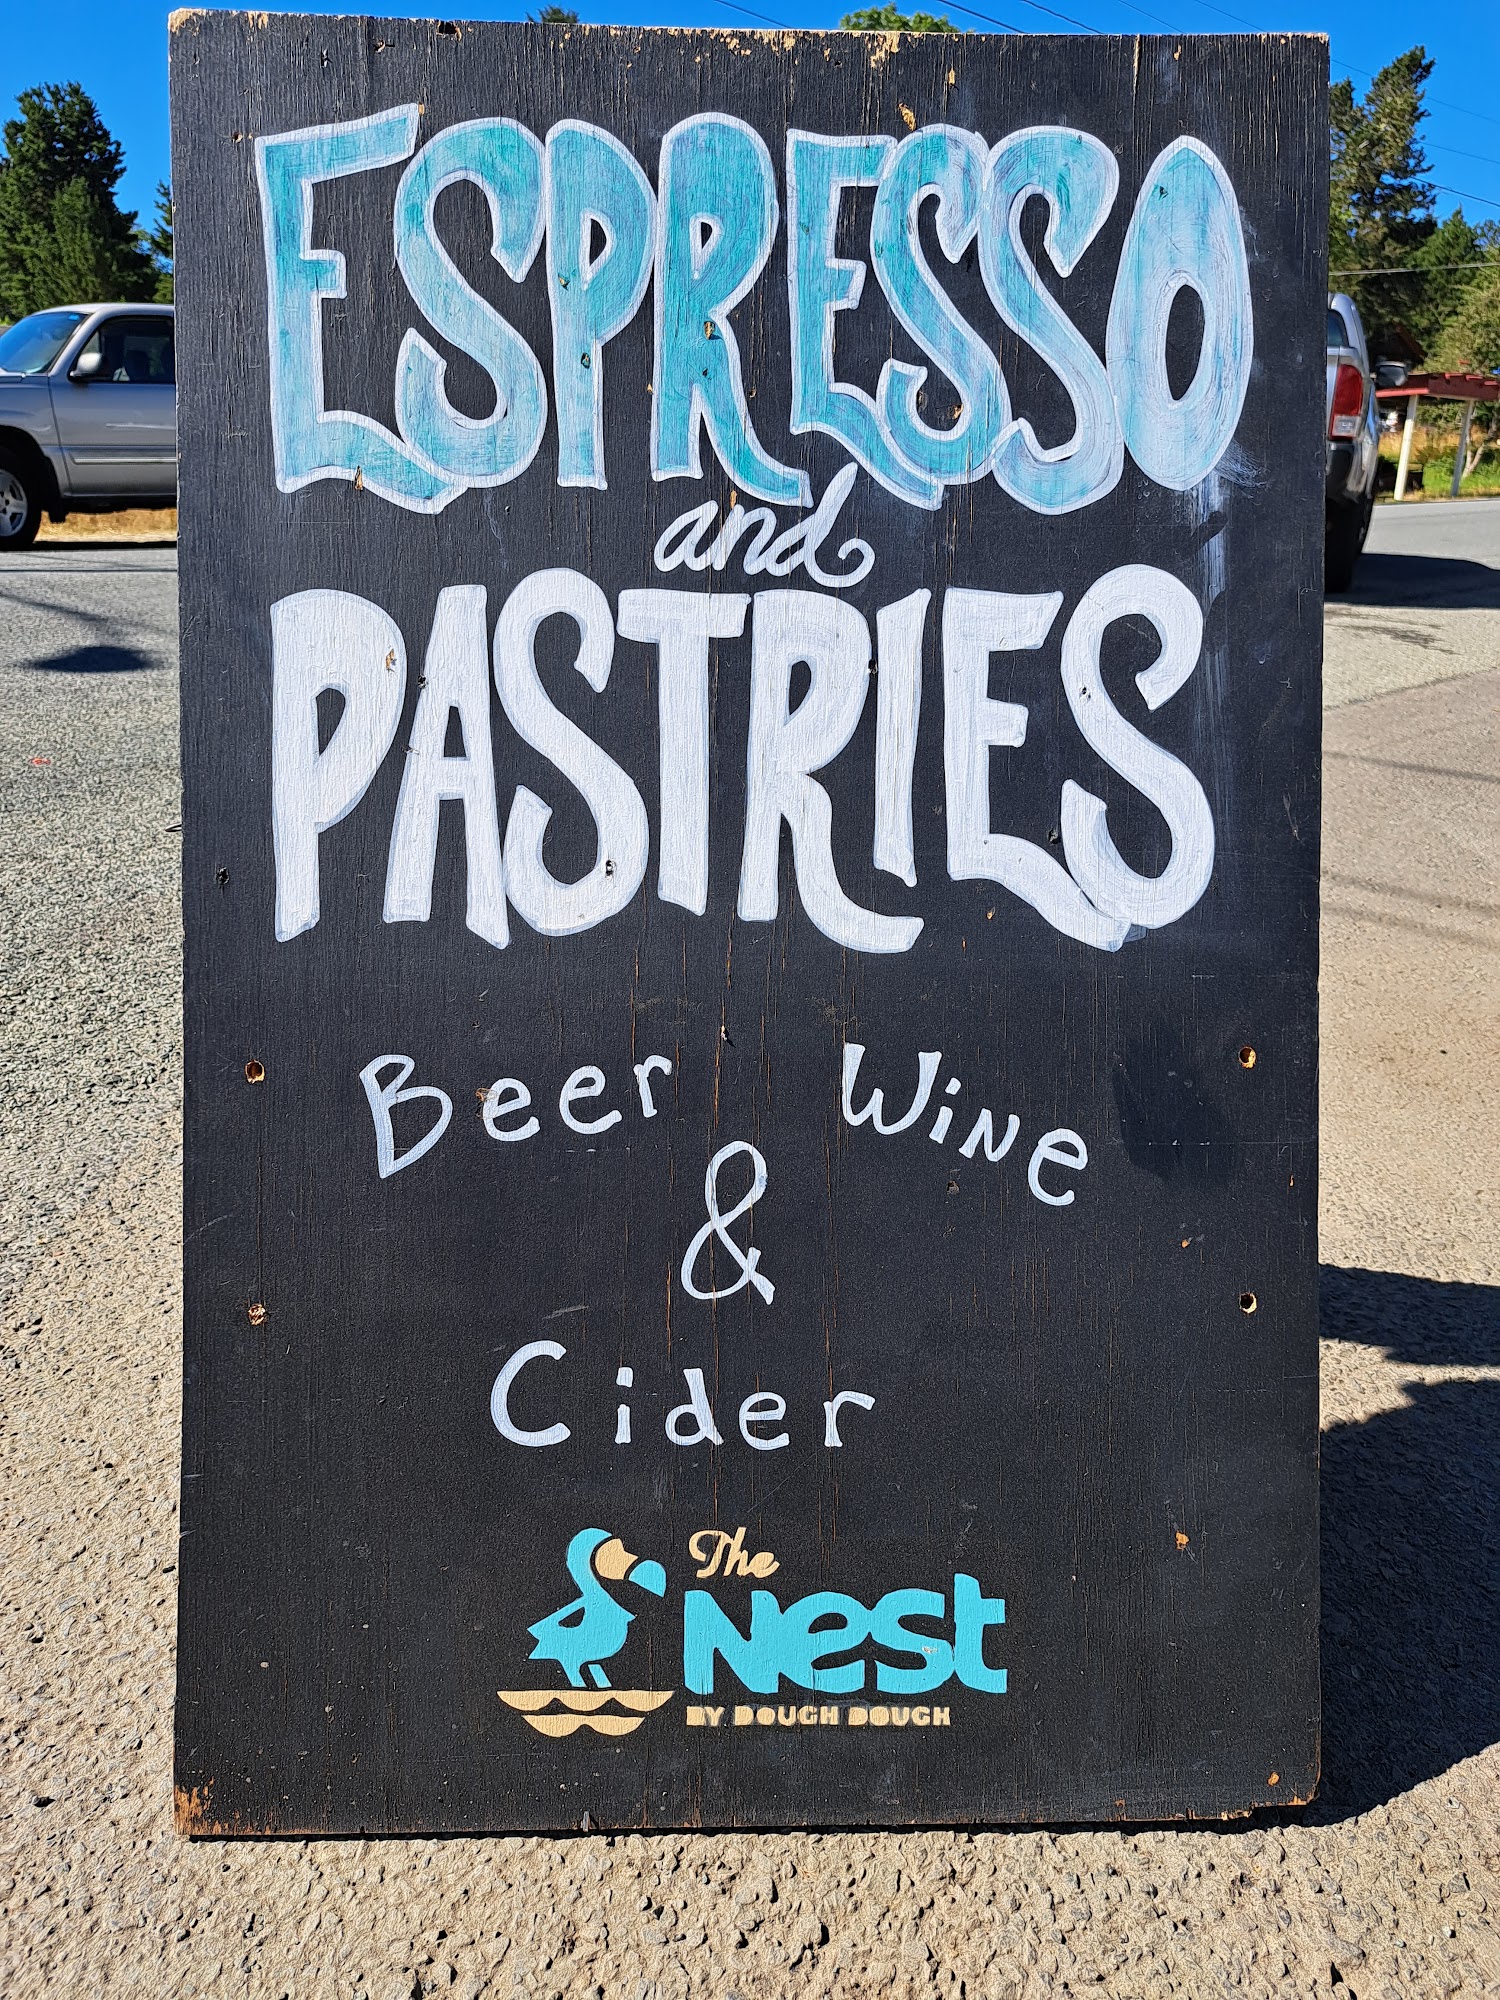 ESPRESSO
and
PASTRIES
Beer Wine
&
Cider
The
Nest
BY DOUGH DOUGH